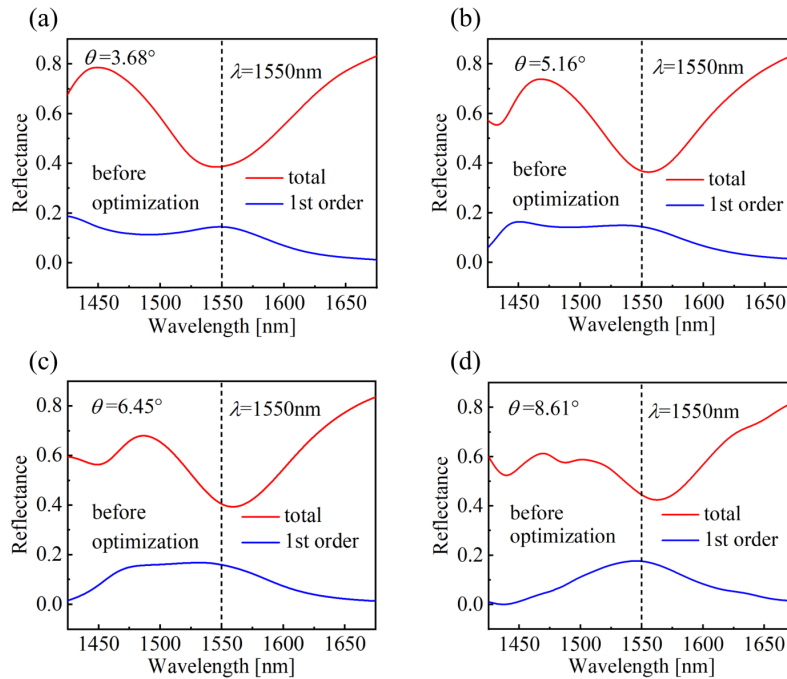 (a)
θ=3.68°
λ=1550nm
before
optimization
total
1st order
Reflectance
0.8
0.6
0.4
0.2
0.0
1450 1500 1550 1600 1650
Wavelength [nm]
(b)
θ=5.16°
λ=1550nm
before
optimization
total
1st order
Reflectance
0.8
0.6
0.4
0.2
0.0
1450 1500 1550 1600 1650
Wavelength [nm]
(c)
θ=6.45°
λ=1550nm
before
optimization
total
1st order
Reflectance
0.8
0.6
0.4
0.2
0.0
1450 1500 1550 1600 1650
Wavelength [nm]
(d)
θ=8.61°
λ=1550nm
before
optimization
total
1st order
Reflectance
0.8
0.6
0.4
0.2
0.0
1450 1500 1550 1600 1650
Wavelength [nm]